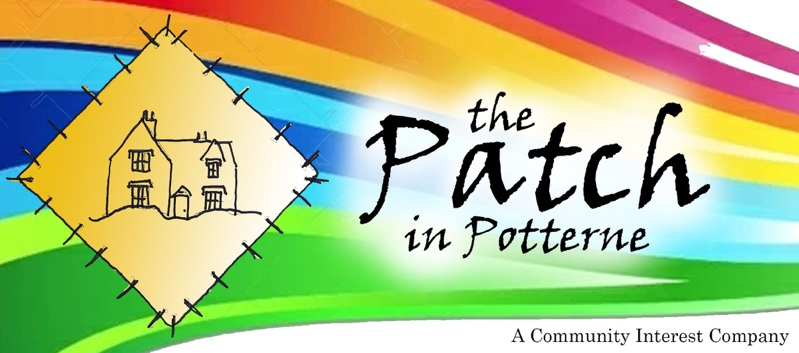 the
Patch
in Potterne
A Community Interest Company